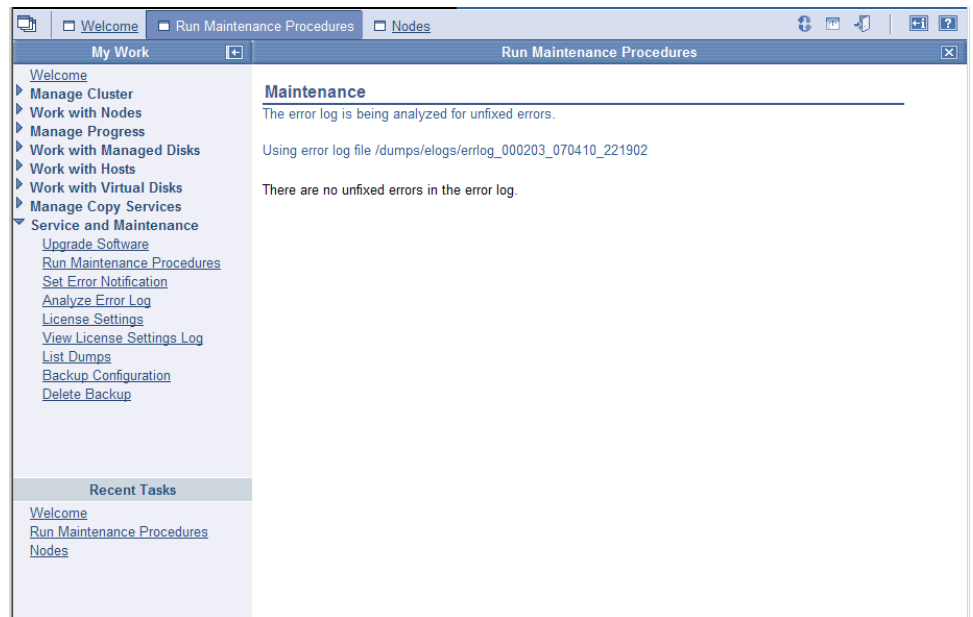 Welcome
Run Maintenance Procedures
Nodes
My Work
Run Maintenance Procedures
Welcome
Manage Cluster
Work with Nodes
Manage Progress
Work with Managed Disks
Work with Hosts
Work with Virtual Disks
Manage Copy Services
Service and Maintenance
Upgrade Software
Run Maintenance Procedures
Set Error Notification
Analyze Error Log
License Settings
View License Settings Log
List Dumps
Backup Configuration
Delete Backup
Recent Tasks
Welcome
Run Maintenance Procedures
Nodes
Maintenance
The error log is being analyzed for unfixed errors.
Using error log file /dumps/elogs/errlog_000203_070410_221902
There are no unfixed errors in the error log.